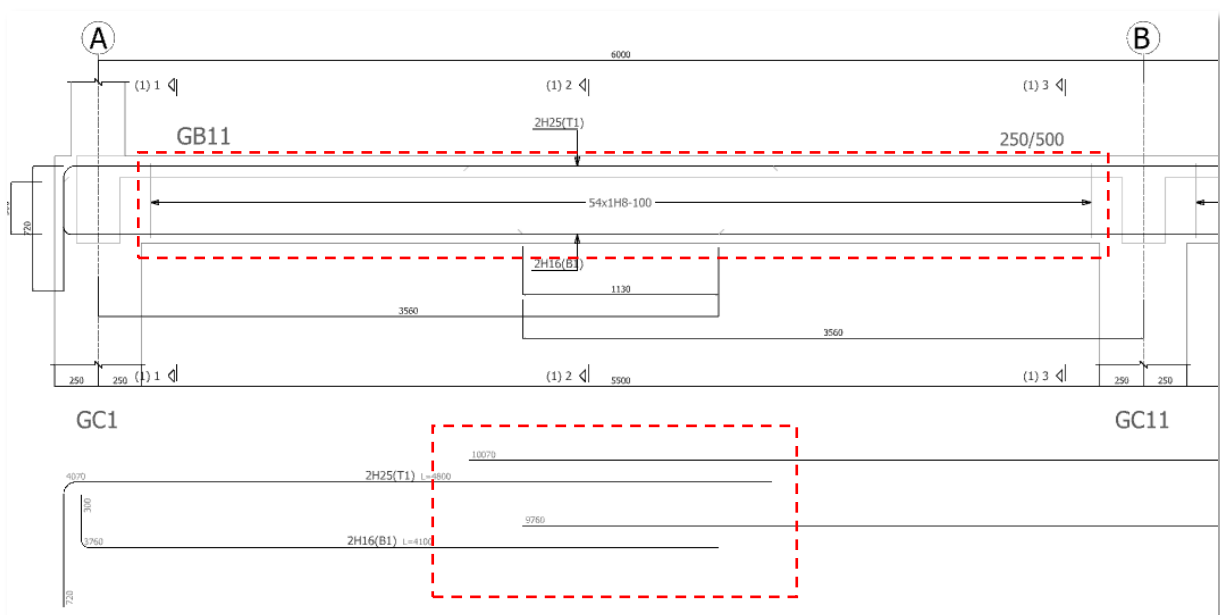 A
B
6000
(1) 1
(1) 2
(1) 3
2H25(T1)
GB11
250/500
720
54x1H8-100
2H16(B1)
1130
3560
3560
250
250
(1) 1
(1) 2
5500
(1) 3
250
250
GC1
GC11
10070
4070
2H25(T1) L=4800
300
9760
3760
2H16(B1) L=4100
720